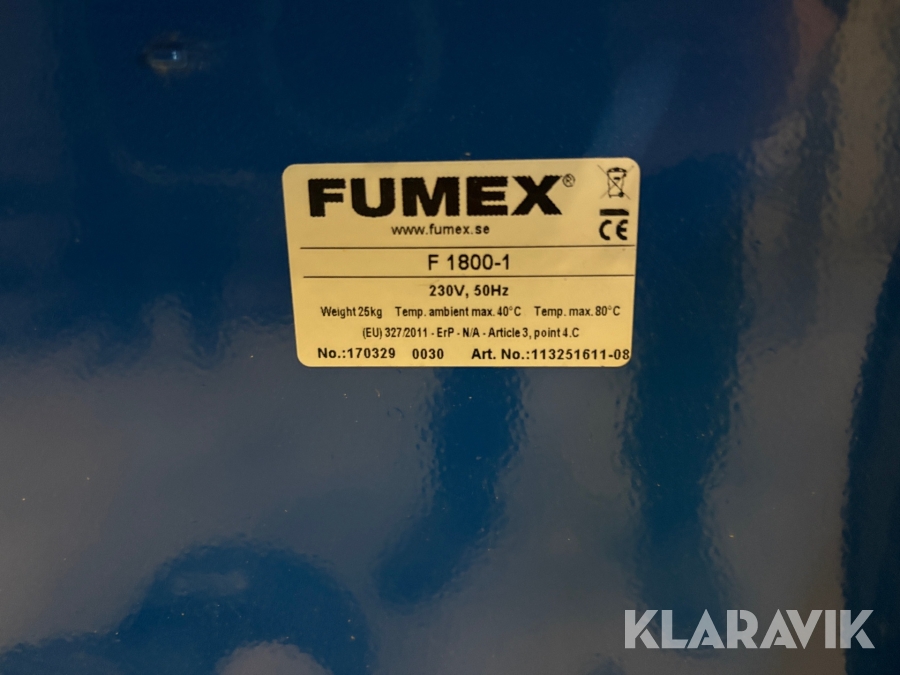 FUMEX®
www.fumex.se
CE
F 1800-1
230V, 50Hz
Weight 25kg Temp. ambient max. 40°C Temp. max. 80°C
(EU) 327/2011 - ErP - N/A - Article 3, point 4.C
No.:170329 0030 Art. No.:113251611-08
KLARAVIK